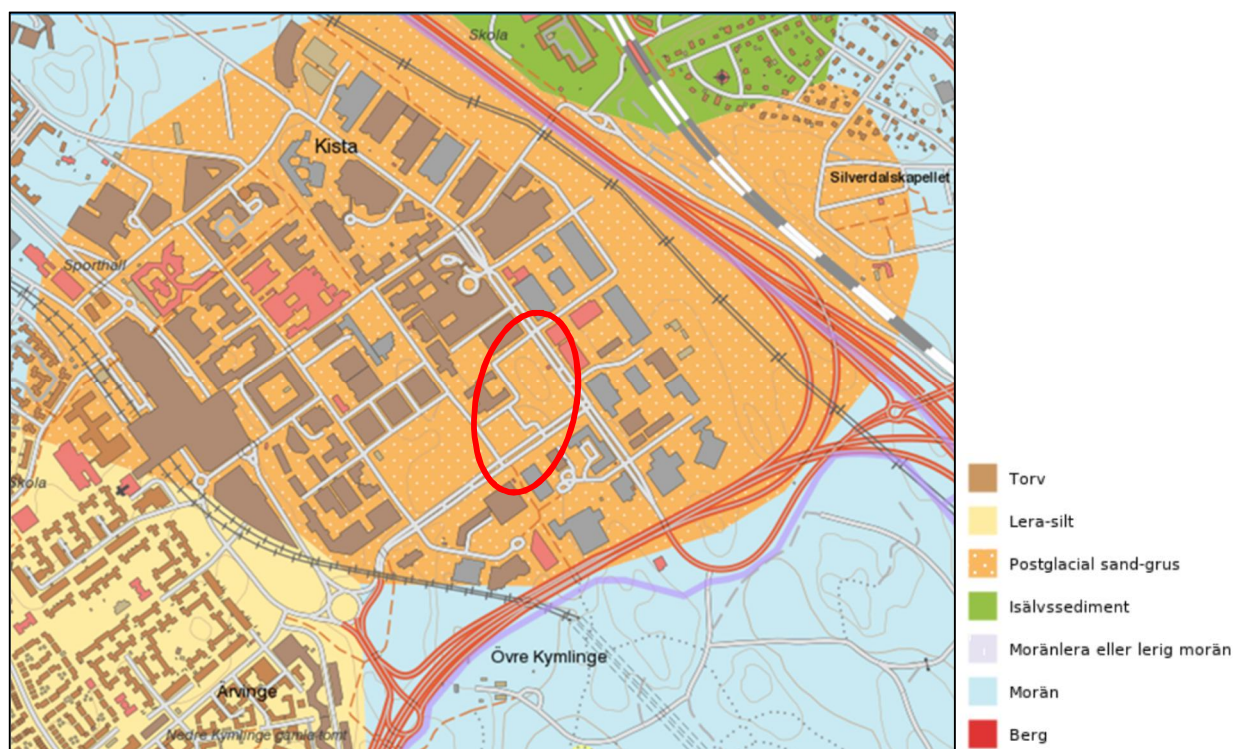 Skola
Kista
Silverdalskapellet
Sporthall
Skola
Övre Kymlinge
Arvinge
Nedre Kymlinge gamla tomt
Torv
Lera-silt
Postglacial sand-grus
Isälvssediment
Moränlera eller lerig morän
Morän
Berg